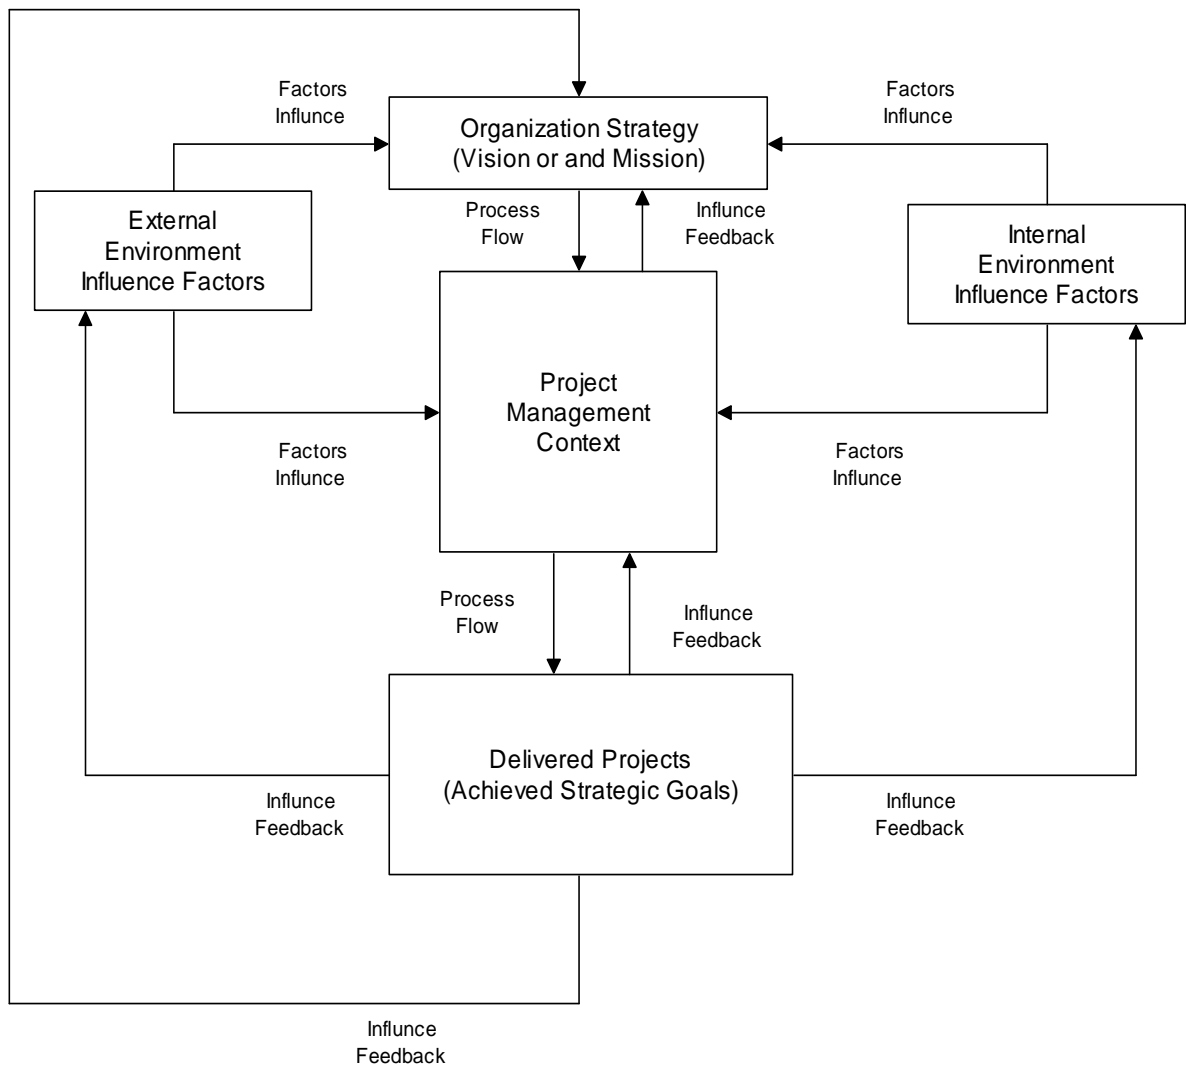 Factors
Influnce
Factors
Influnce
Organization Strategy
(Vision or and Mission)
External
Environment
Influence Factors
Process
Flow
Influnce
Feedback
Internal
Environment
Influence Factors
Project
Management
Context
Factors
Influnce
Factors
Influnce
Process
Flow
Influnce
Feedback
Delivered Projects
(Achieved Strategic Goals)
Influnce
Feedback
Influnce
Feedback
Influnce
Feedback